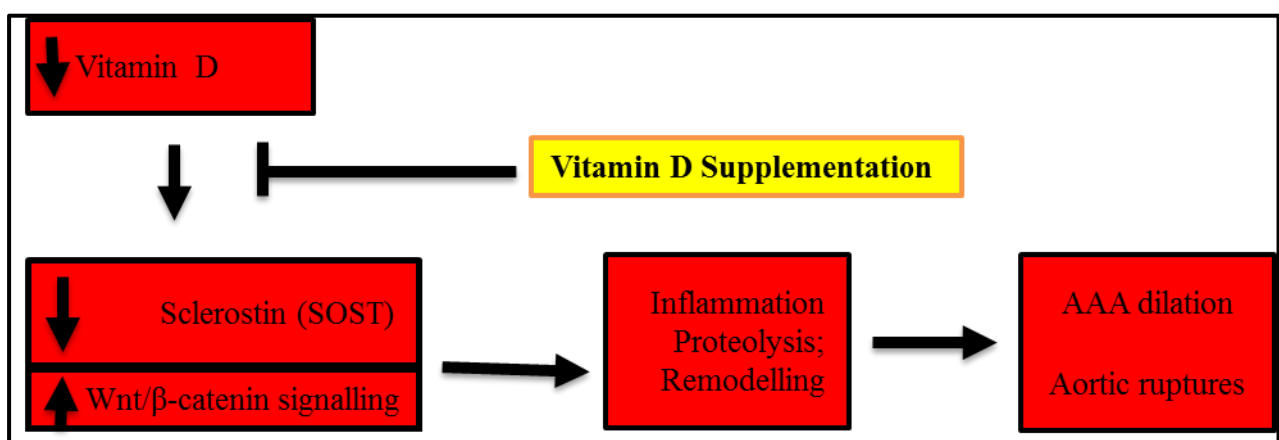 Vitamin D
Vitamin D Supplementation
Sclerostin (SOST)
Wnt/β-catenin signalling
Inflammation
Proteolysis;
Remodelling
AAA dilation
Aortic ruptures